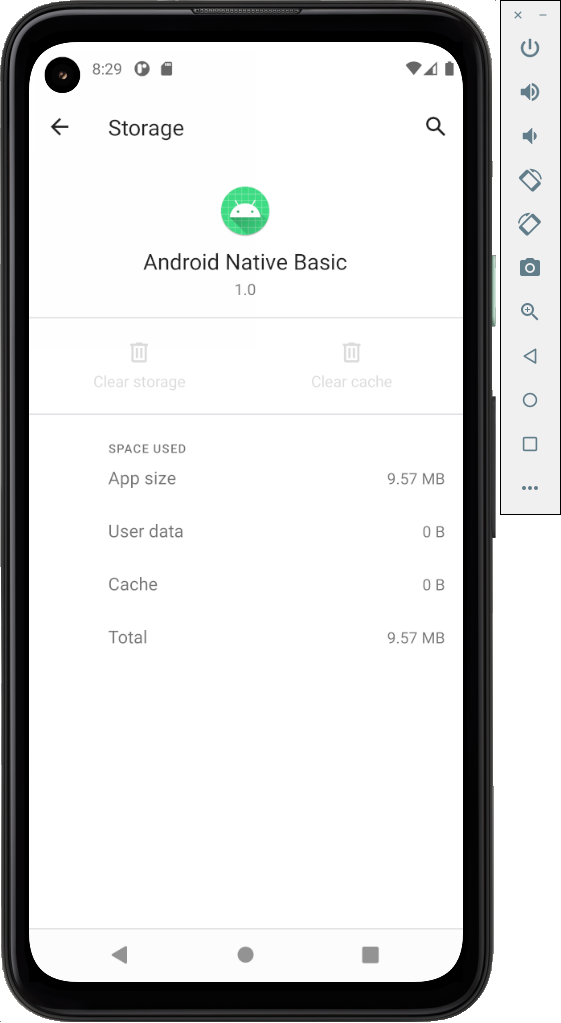 8:29
Storage
Android Native Basic
1.0
Clear storage Clear cache
SPACE USED
App size 9.57 MB
User data 0 B
Cache 0 B
Total 9.57 MB